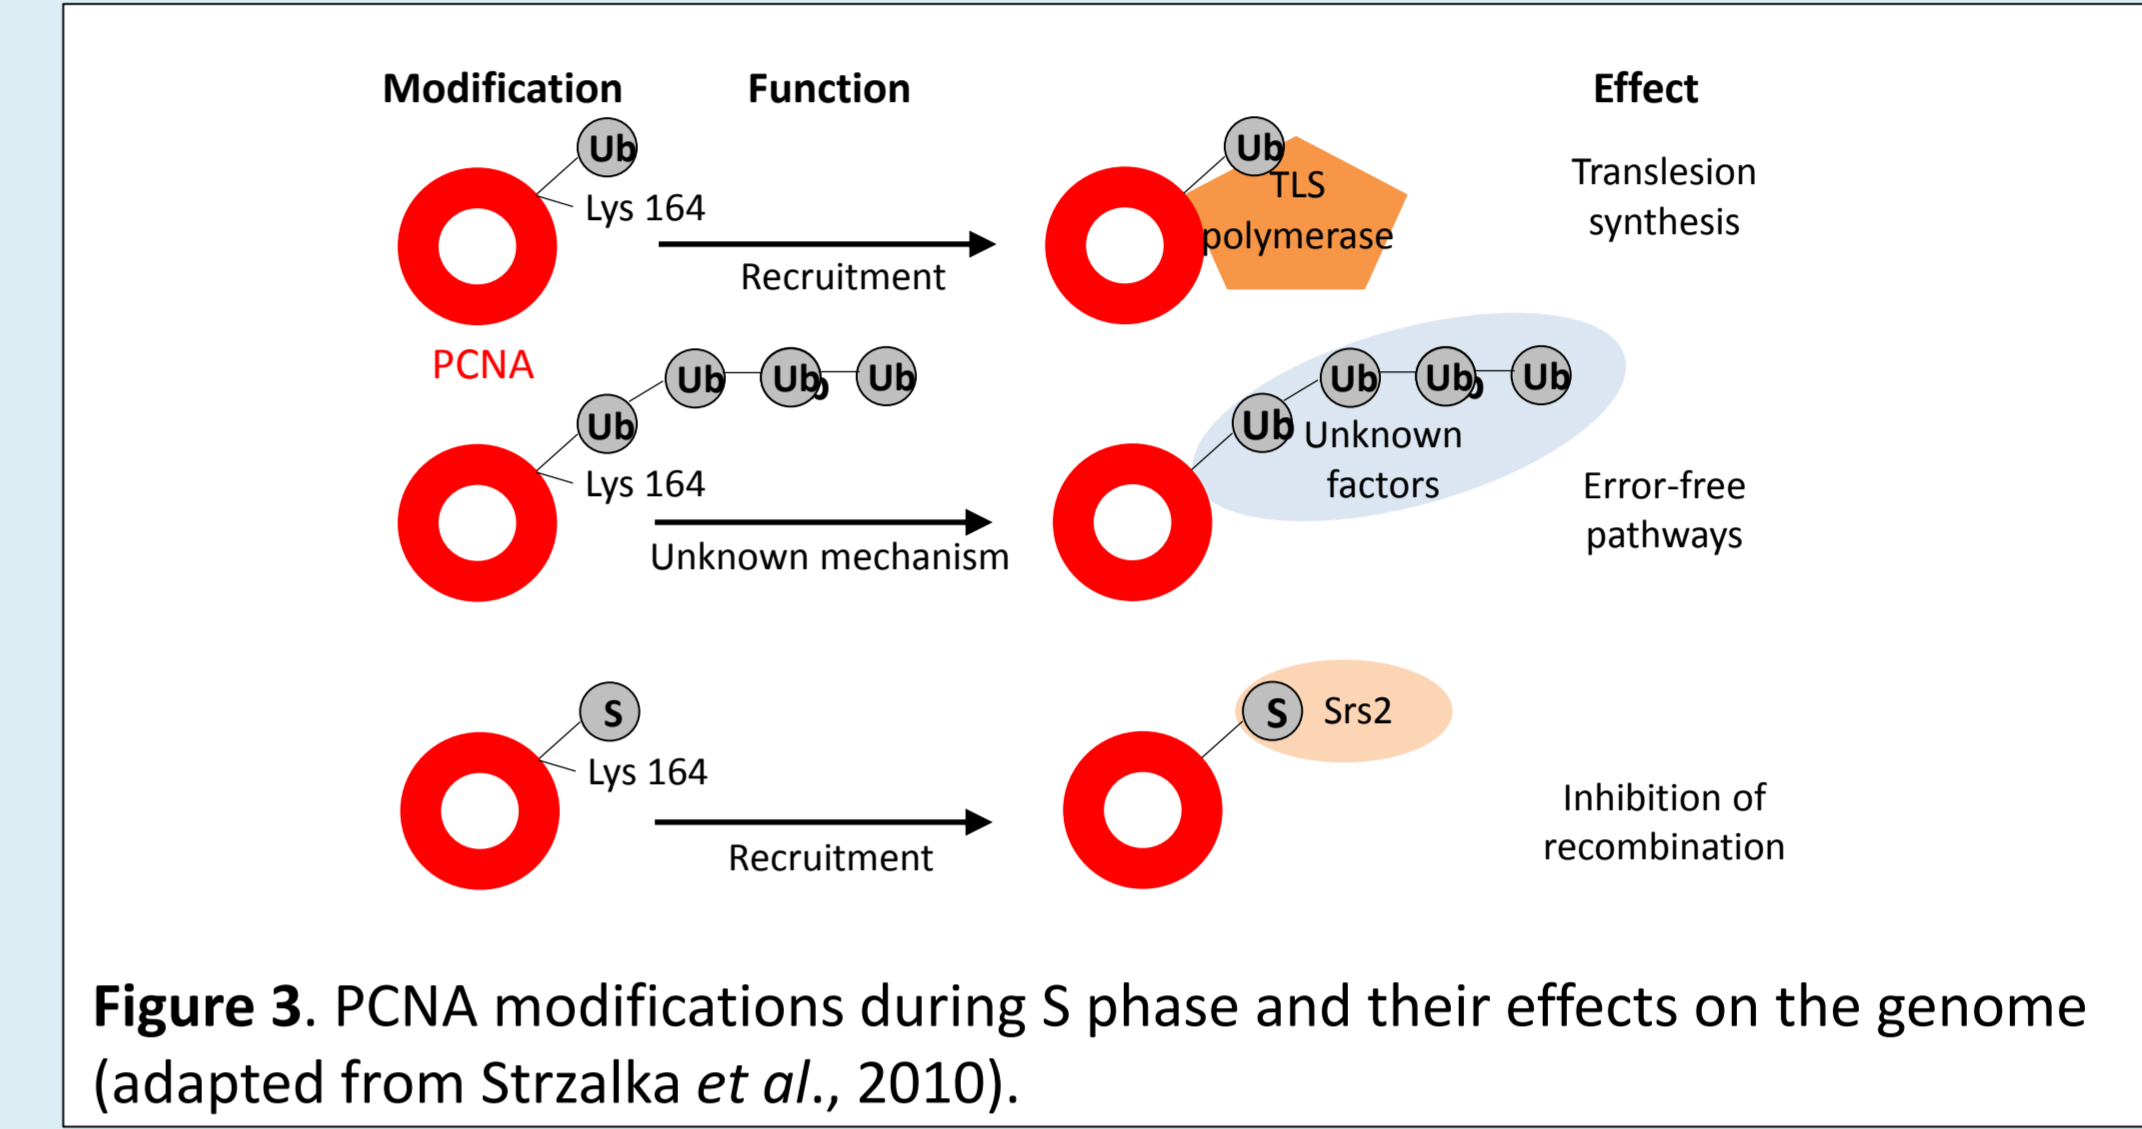 Modification Function Effect
Ub Ub
Translesion
synthesis
TLS
polymerase
Lys 164
Recruitment
PCNA
Ub Ub Ub Ub Ub Ub
Ub Ub
Unknown
factors
Lys 164
Error-free
pathways
Unknown mechanism
S S Srs2
Lys 164
Inhibition of
recombination
Recruitment
Figure 3. PCNA modifications during S phase and their effects on the genome
(adapted from Strzalka et al., 2010).